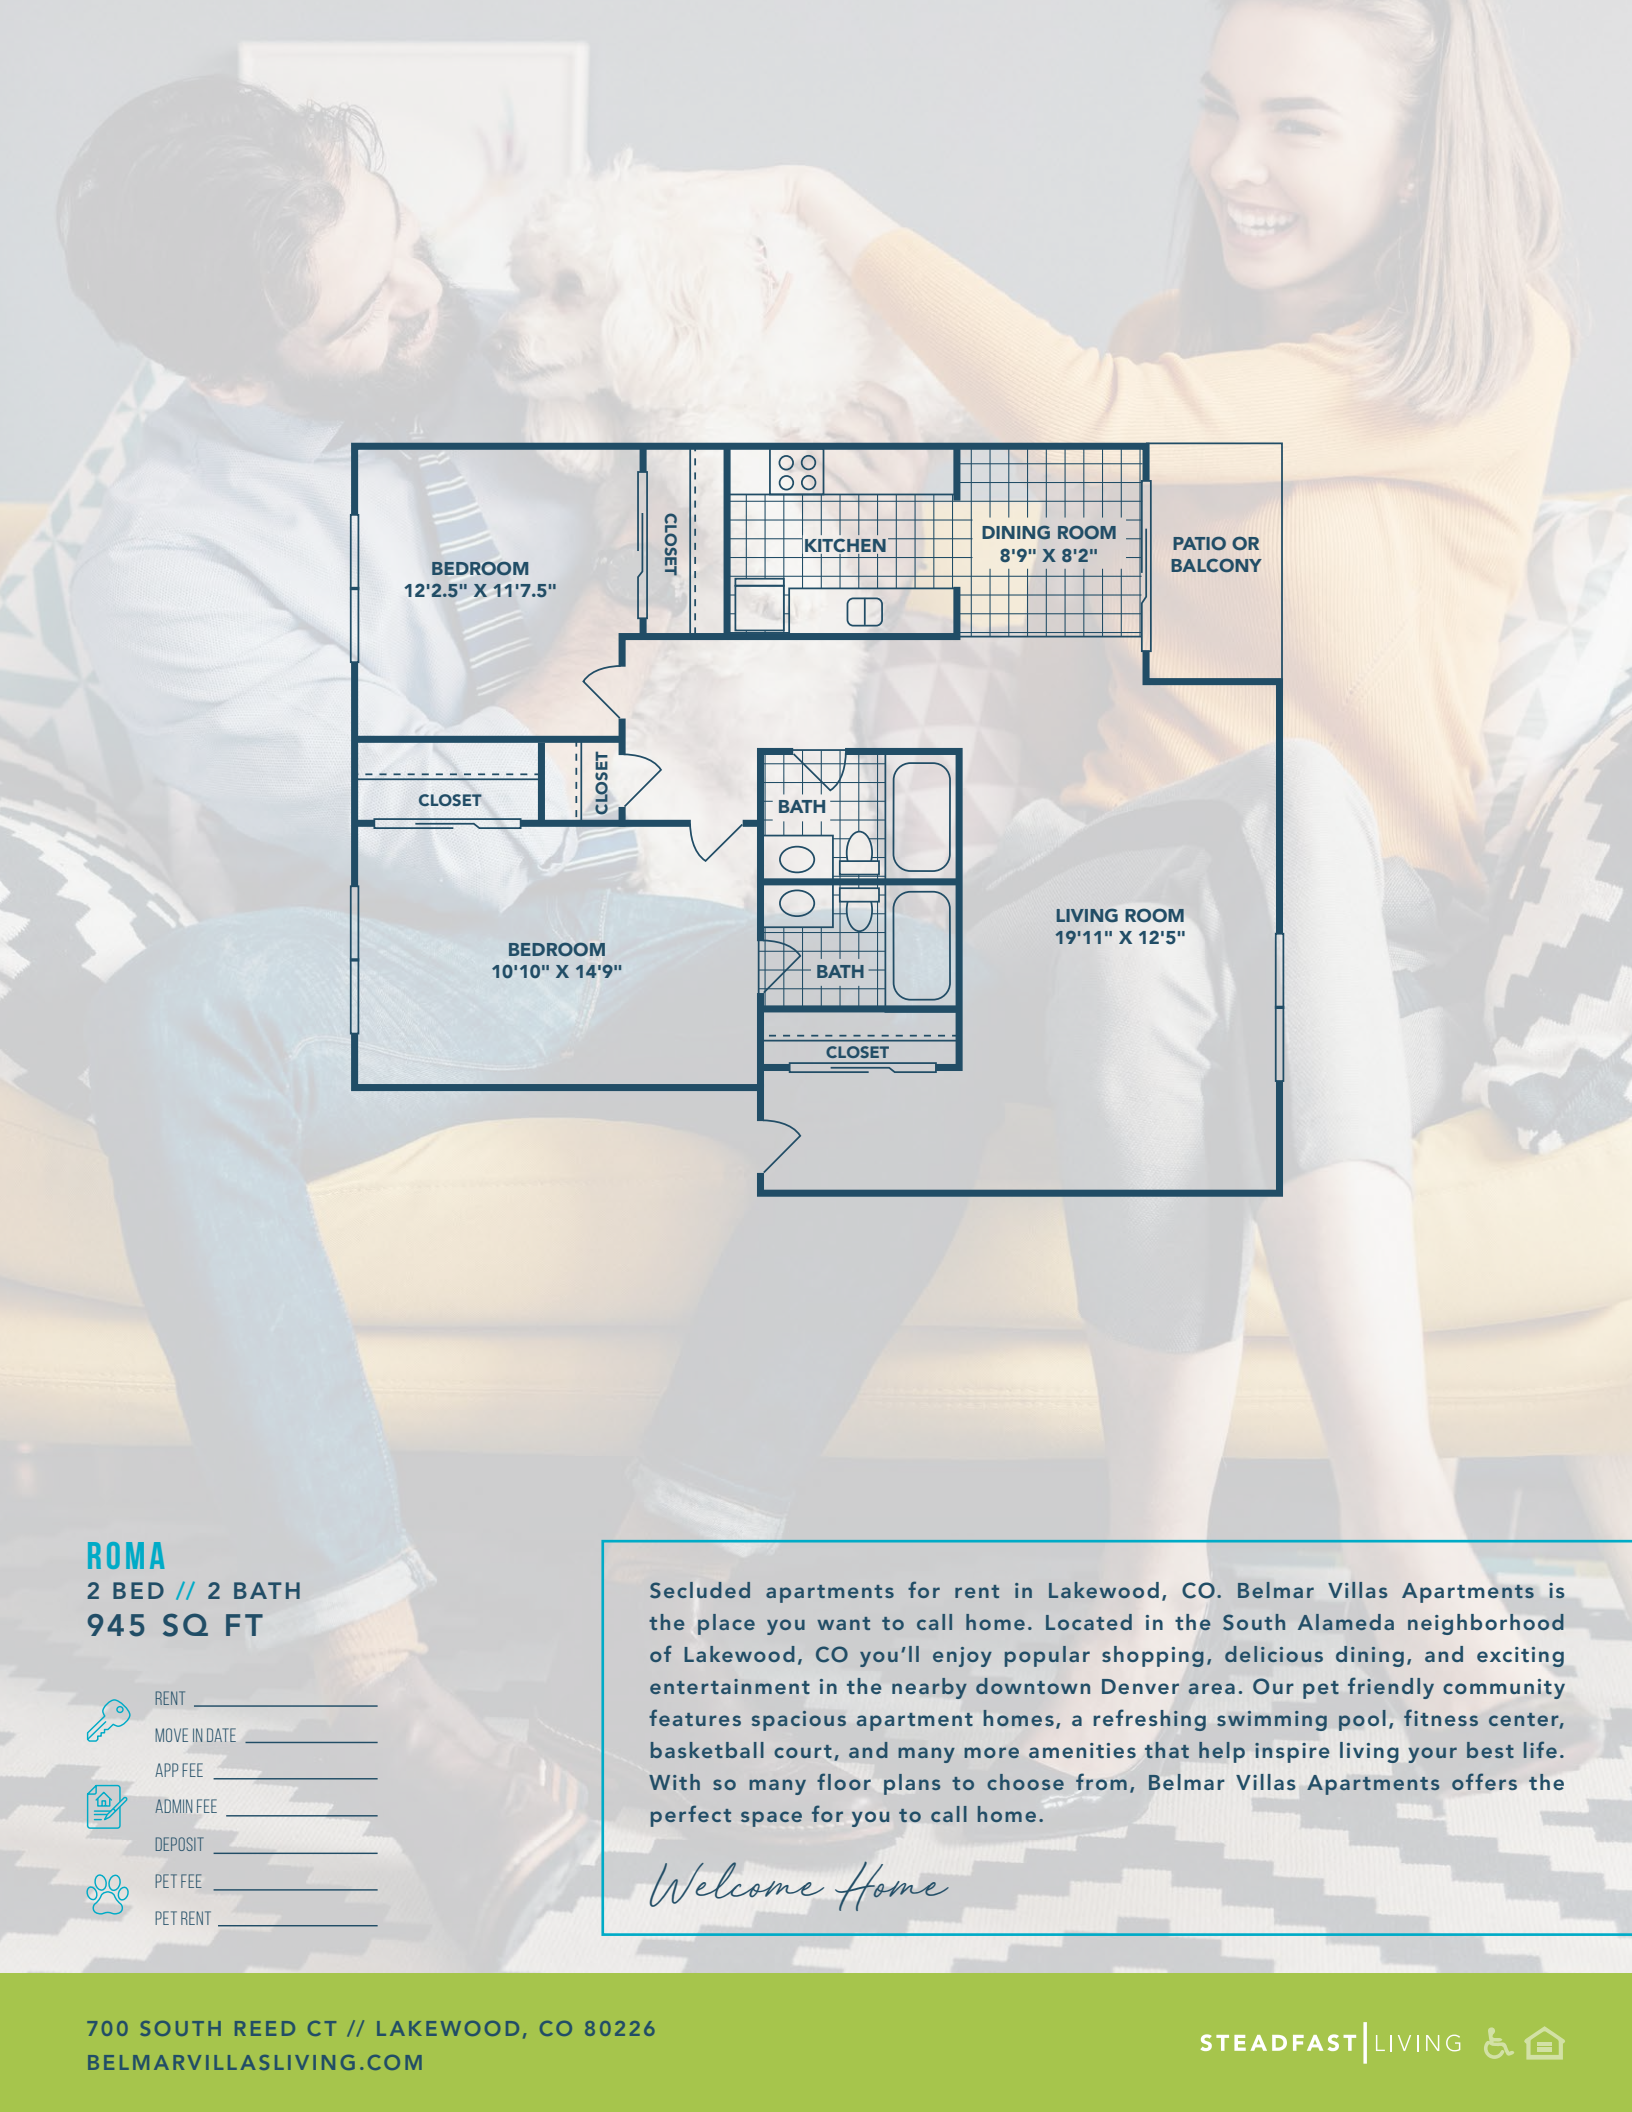 CLOSET
KITCHEN
DINING ROOM
8'9" X 8'2"
PATIO OR
BALCONY
BEDROOM
12'2.5" X 11'7.5"
CLOSET
CLOSET
BATH
LIVING ROOM
19'11" X 12'5"
BEDROOM
10'10" X 14'9"
BATH
CLOSET
ROMA
2 BED // 2 BATH
945 SQ FT
RENT
MOVE IN DATE
APP FEE
ADMIN FEE
DEPOSIT
PET FEE
PET RENT
Secluded apartments for rent in Lakewood, CO. Belmar Villas Apartments is
the place you want to call home. Located in the South Alameda neighborhood
of Lakewood, CO you’ll enjoy popular shopping, delicious dining, and exciting
entertainment in the nearby downtown Denver area. Our pet friendly community
features spacious apartment homes, a refreshing swimming pool, fitness center,
basketball court, and many more amenities that help inspire living your best life.
With so many floor plans to choose from, Belmar Villas Apartments offers the
perfect space for you to call home.
Welcome Home
700 SOUTH REED CT // LAKEWOOD, CO 80226
BELMARVILLASLIVING.COM
STEADFAST|LIVING